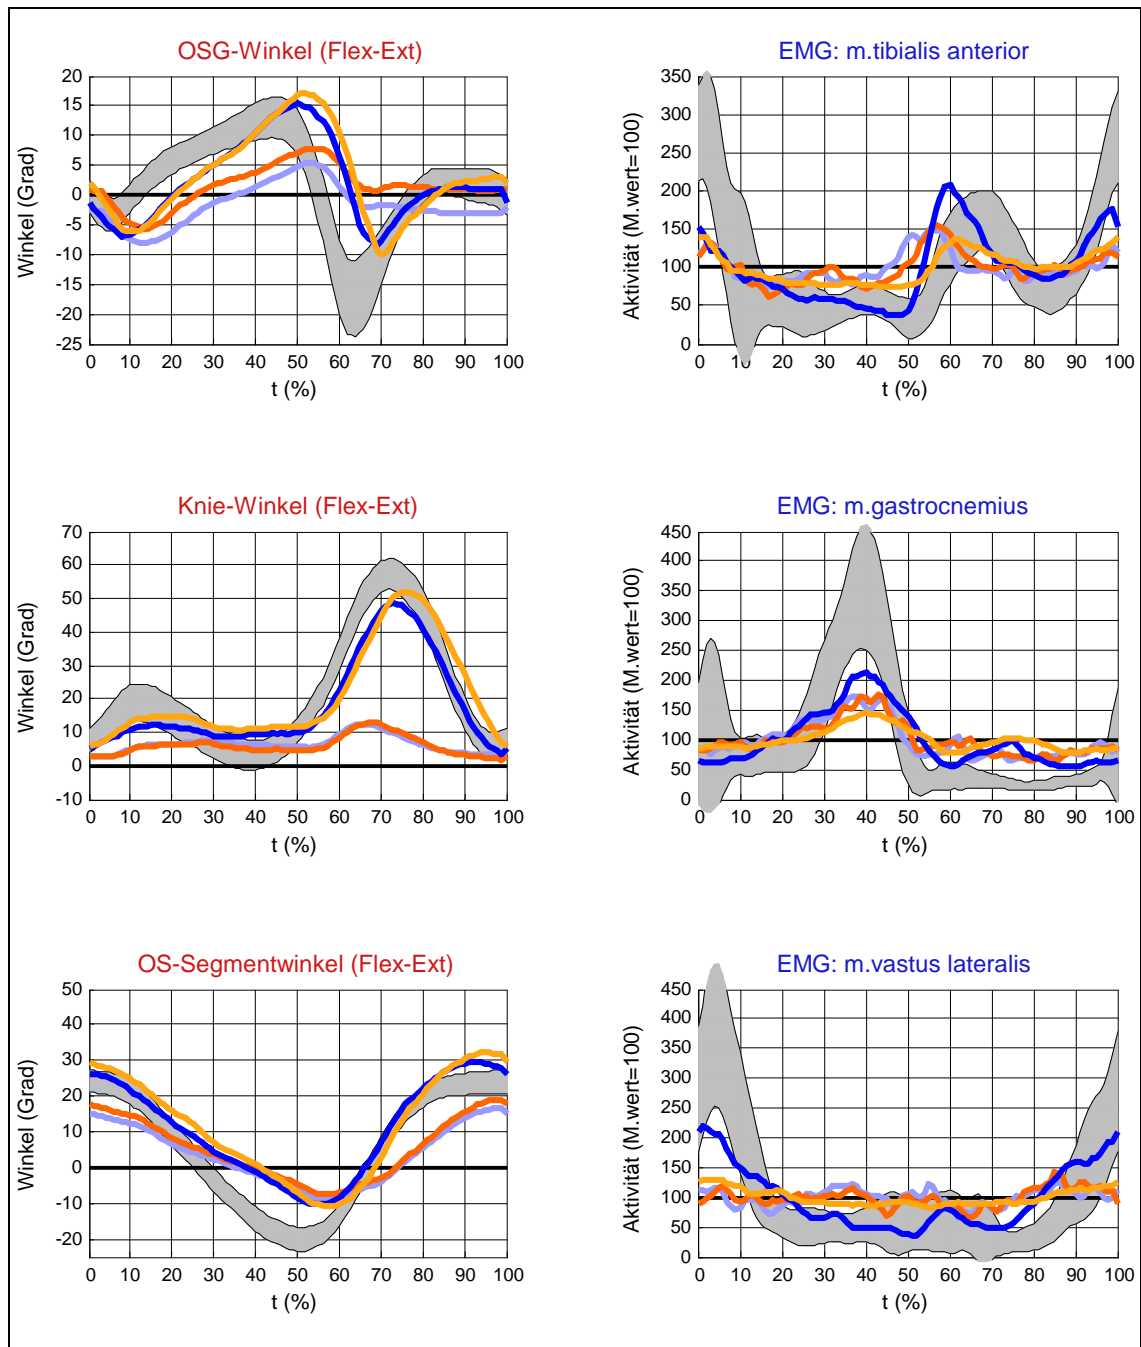 OSG-Winkel (Flex-Ext)
Winkel (Grad)
20
15
10
5
0
-5
-10
-15
-20
-25
0 10 20 30 40 50 60 70 80 90 100
t (%)
EMG: m.tibialis anterior
Aktivität (M.wert=100)
350
300
250
200
150
100
50
0
0 10 20 30 40 50 60 70 80 90 100
t (%)
Knie-Winkel (Flex-Ext)
Winkel (Grad)
70
60
50
40
30
20
10
0
-10
0 10 20 30 40 50 60 70 80 90 100
t (%)
EMG: m.gastrocnemius
Aktivität (M.wert=100)
450
400
350
300
250
200
150
100
50
0
0 10 20 30 40 50 60 70 80 90 100
t (%)
OS-Segmentwinkel (Flex-Ext)
Winkel (Grad)
50
40
30
20
10
0
-10
-20
0 10 20 30 40 50 60 70 80 90 100
t (%)
EMG: m.vastus lateralis
Aktivität (M.wert=100)
450
400
350
300
250
200
150
100
50
0
0 10 20 30 40 50 60 70 80 90 100
t (%)